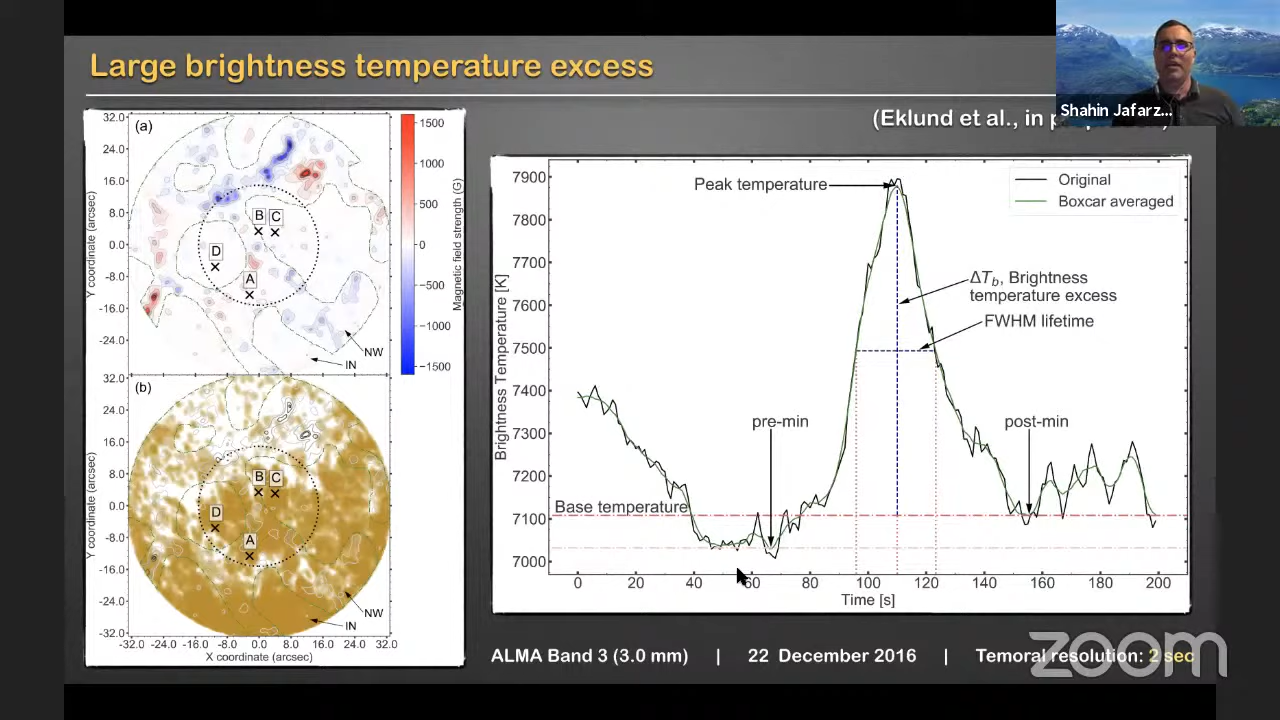 Large brightness temperature excess
Shahin Jafarz...
(Eklund et al., in
(a)
32.0
24.0
16.0
8.0
0.0
-8.0
-16.0
-24.0
Y coordinate (arcsec)
B
C
D
A
NW
IN
1500
1000
500
0
−500
−1000
−1500
Magnetic field strength (G)
(b)
32.0
24.0
16.0
8.0
0.0
-8.0
-16.0
-24.0
-32.0
Y coordinate (arcsec)
B
C
D
A
NW
IN
-32.0 -24.0 -16.0 -8.0 0.0 8.0 16.0 24.0 32.0
X coordinate (arcsec)
7900
7800
7700
7600
7500
7400
7300
7200
7100
7000
Brightness Temperature [K]
Peak temperature
Original
Boxcar averaged
ΔTb, Brightness
temperature excess
FWHM lifetime
pre-min
post-min
Base temperature
0 20 40 60 80 100 120 140 160 180 200
Time [s]
ALMA Band 3 (3.0 mm) | 22 December 2016 | Temoral resolution: 2 sec
zoom